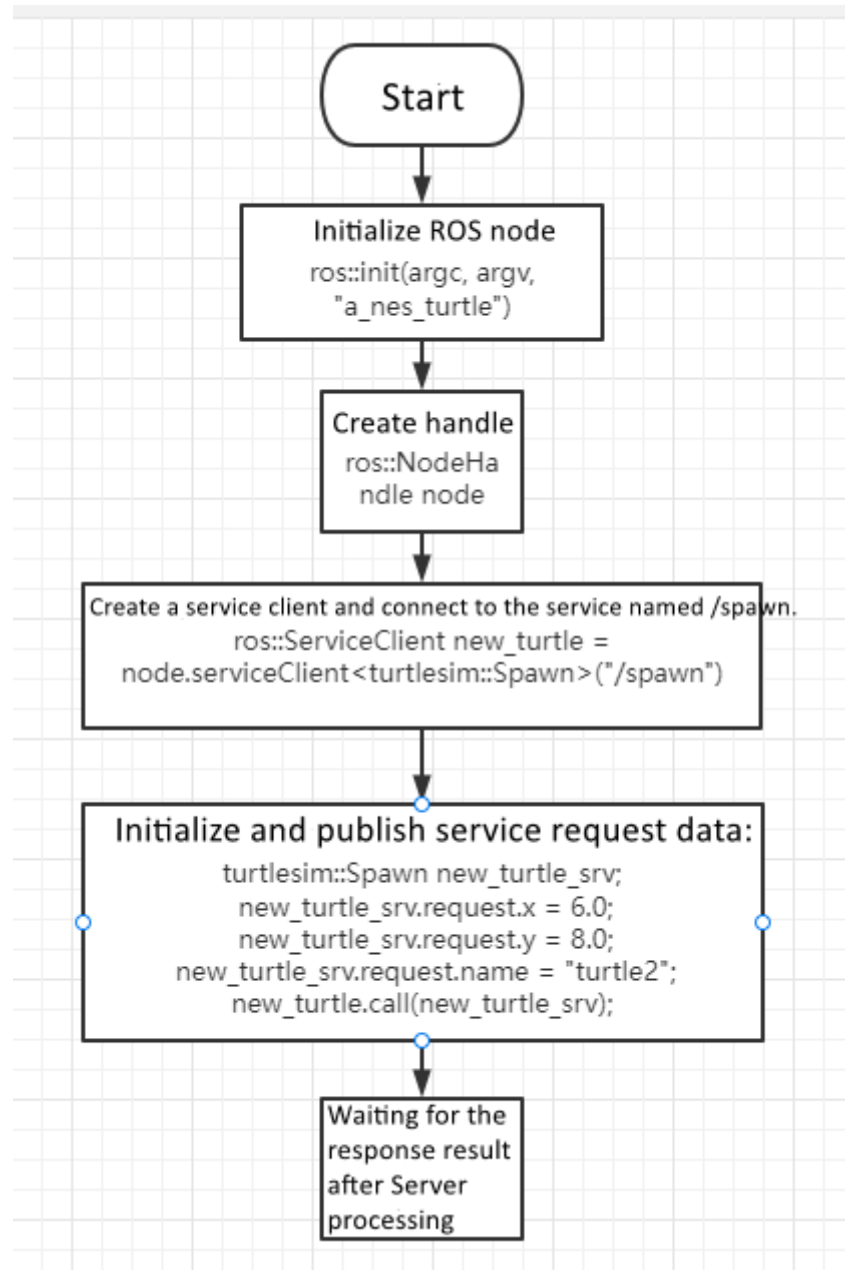 Start
Initialize ROS node
ros::init(argc, argv,
"a_nes_turtle")
Create handle
ros::NodeHa
ndle node
Create a service client and connect to the service named /spawn.
ros::ServiceClient new_turtle =
node.serviceClient<turtlesim::Spawn>("/spawn")
Initialize and publish service request data:
turtlesim::Spawn new_turtle_srv;
new_turtle_srv.request.x = 6.0;
new_turtle_srv.request.y = 8.0;
new_turtle_srv.request.name = "turtle2";
new_turtle.call(new_turtle_srv);
Waiting for the
response result
after Server
processing